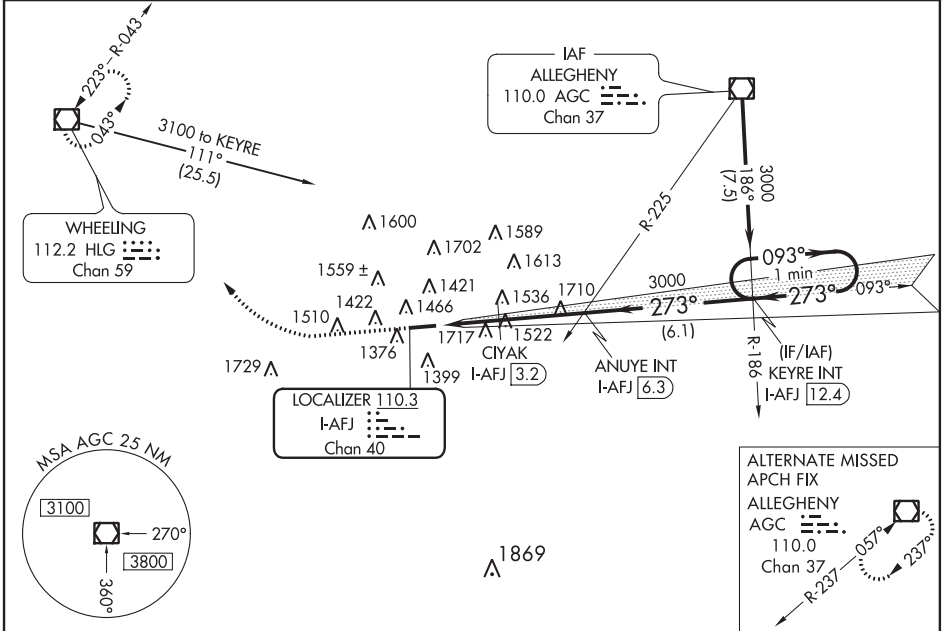 IAF
ALLEGHENY
110.0 AGC
Chan 37
223°
R-043
043°
3100 to KEYRE
111°
(25.5)
WHEELING
112.2 HLG
Chan 59
3000
186°
(7.5)
R-225
1600
1702
1589
1613
1559 ±
1421
1536
1710
1510
1422
1466
1376
1717
1522
1729
1399
3000
273°
(6.1)
093°
1 min
273°
093°
CIYAK
I-AFJ 3.2
ANUYE INT
I-AFJ 6.3
R-186
(IF/IAF)
KEYRE INT
I-AFJ 12.4
LOCALIZER 110.3
I-AFJ
Chan 40
MSA AGC 25 NM
3100
270°
3800
360°
1869
ALTERNATE MISSED
APCH FIX
ALLEGHENY
AGC
110.0
Chan 37
R-237
057°
237°